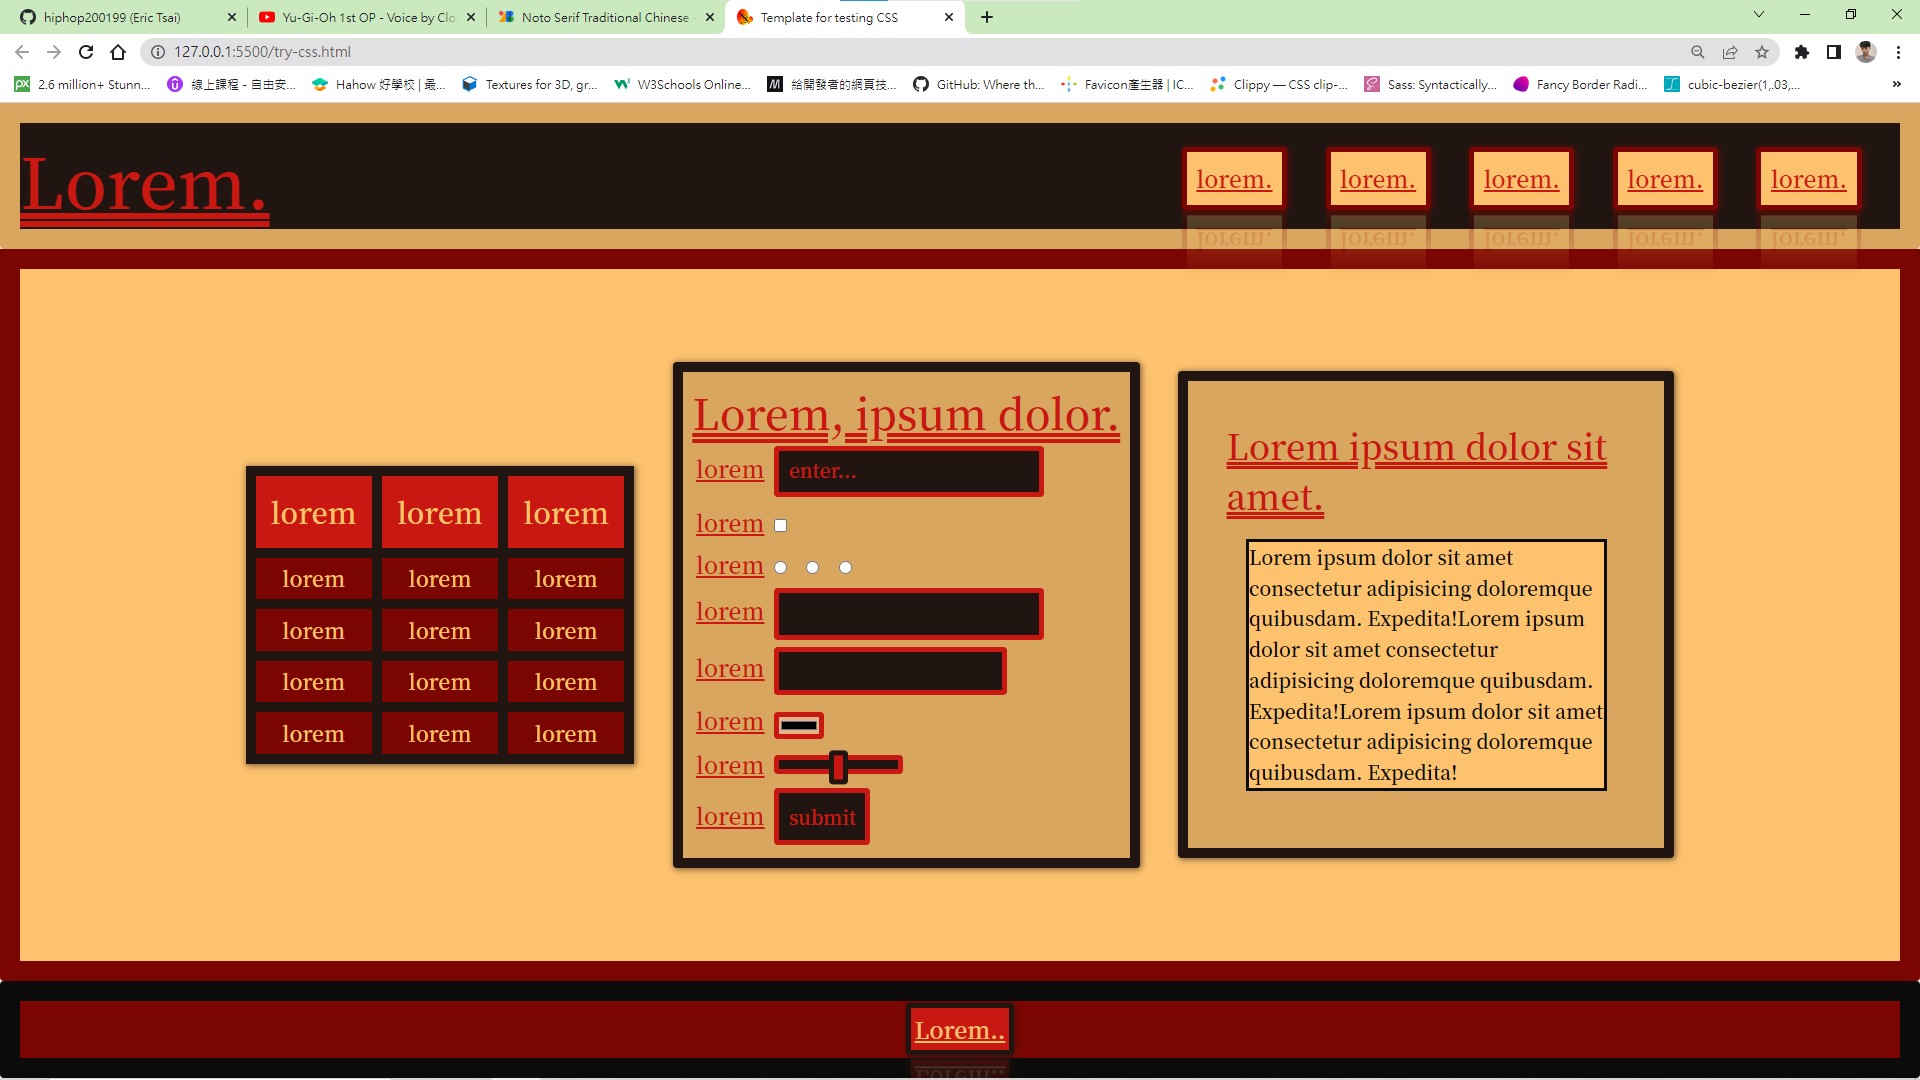 hiphop200199 (Eric Tsai)
Yu-Gi-Oh 1st OP - Voice by Clo
Noto Serif Traditional Chinese -
Template for testing CSS
127.0.0.1:5500/try-css.html
2.6 million+ Stunn...
線上課程 - 自由安...
Hahow 好學校 | 最...
Textures for 3D, gr...
W3Schools Online...
給開發者的網頁技...
GitHub: Where th...
Favicon產生器 | IC...
Clippy — CSS clip-...
Sass: Syntactically...
Fancy Border Radi...
cubic-bezier(1,.03,...
»
Lorem.
lorem. lorem. lorem. lorem. lorem.
lorem lorem lorem
lorem lorem lorem
lorem lorem lorem
lorem lorem lorem
lorem lorem lorem
Lorem, ipsum dolor.
lorem enter...
lorem
lorem
lorem
lorem
lorem
lorem
lorem submit
Lorem ipsum dolor sit
amet.
Lorem ipsum dolor sit amet
consectetur adipisicing doloremque
quibusdam. Expedita!Lorem ipsum
dolor sit amet consectetur
adipisicing doloremque quibusdam.
Expedita!Lorem ipsum dolor sit amet
consectetur adipisicing doloremque
quibusdam. Expedita!
Lorem..